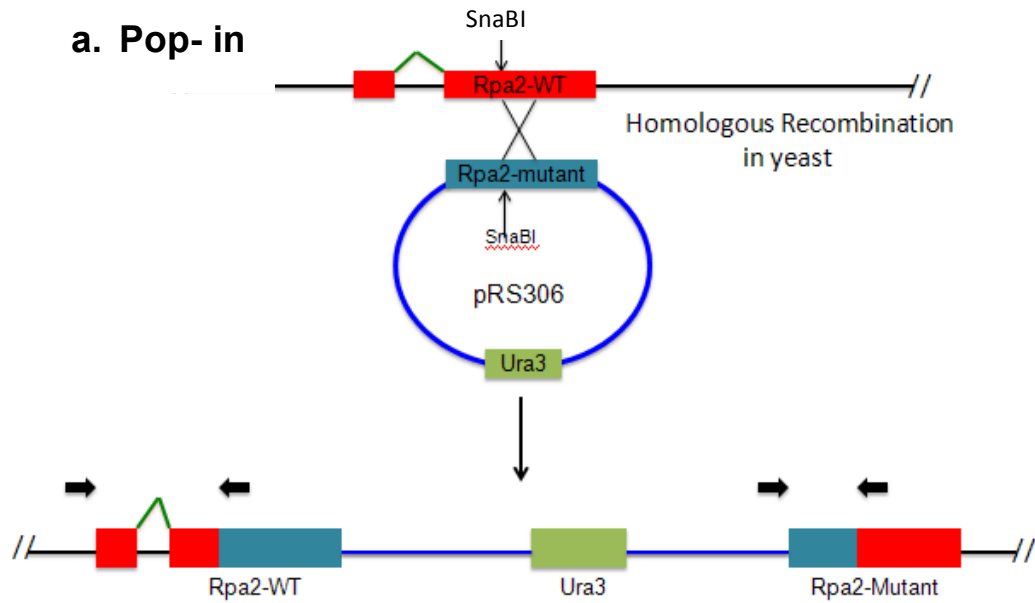 SnaBI
a. Pop- in
Rpa2-WT
//
Homologous Recombination
in yeast
Rpa2-mutant
SnaBI
pRS306
Ura3
// //
Rpa2-WT Ura3 Rpa2-Mutant